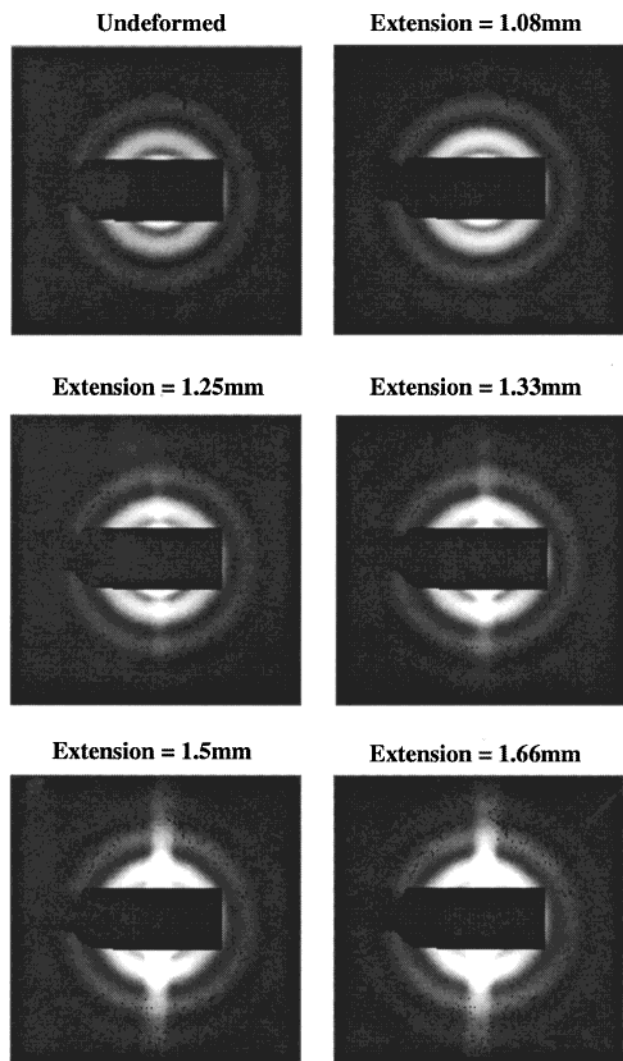 Undeformed
Extension = 1.08mm
Extension = 1.25mm
Extension = 1.33mm
Extension = 1.5mm
Extension = 1.66mm